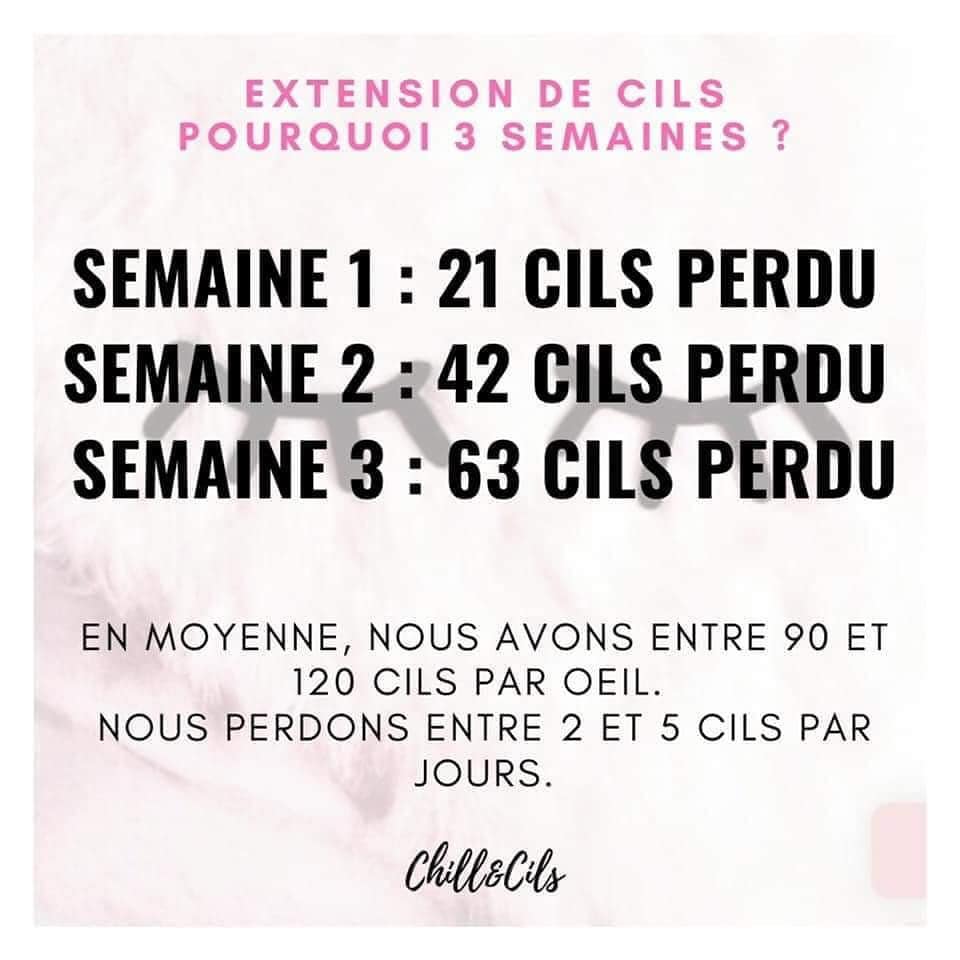 EXTENSION DE CILS
POURQUOI 3 SEMAINES ?
SEMAINE 1 : 21 CILS PERDU
SEMAINE 2 : 42 CILS PERDU
SEMAINE 3 : 63 CILS PERDU
EN MOYENNE, NOUS AVONS ENTRE 90 ET
120 CILS PAR OEIL.
NOUS PERDONS ENTRE 2 ET 5 CILS PAR
JOURS.
Chill&Cils